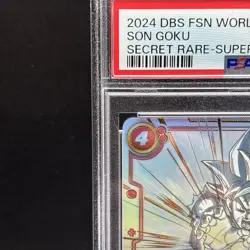 2024 DBS FSN WORL
SON GOKU
SECRET RARE-SUPER
4